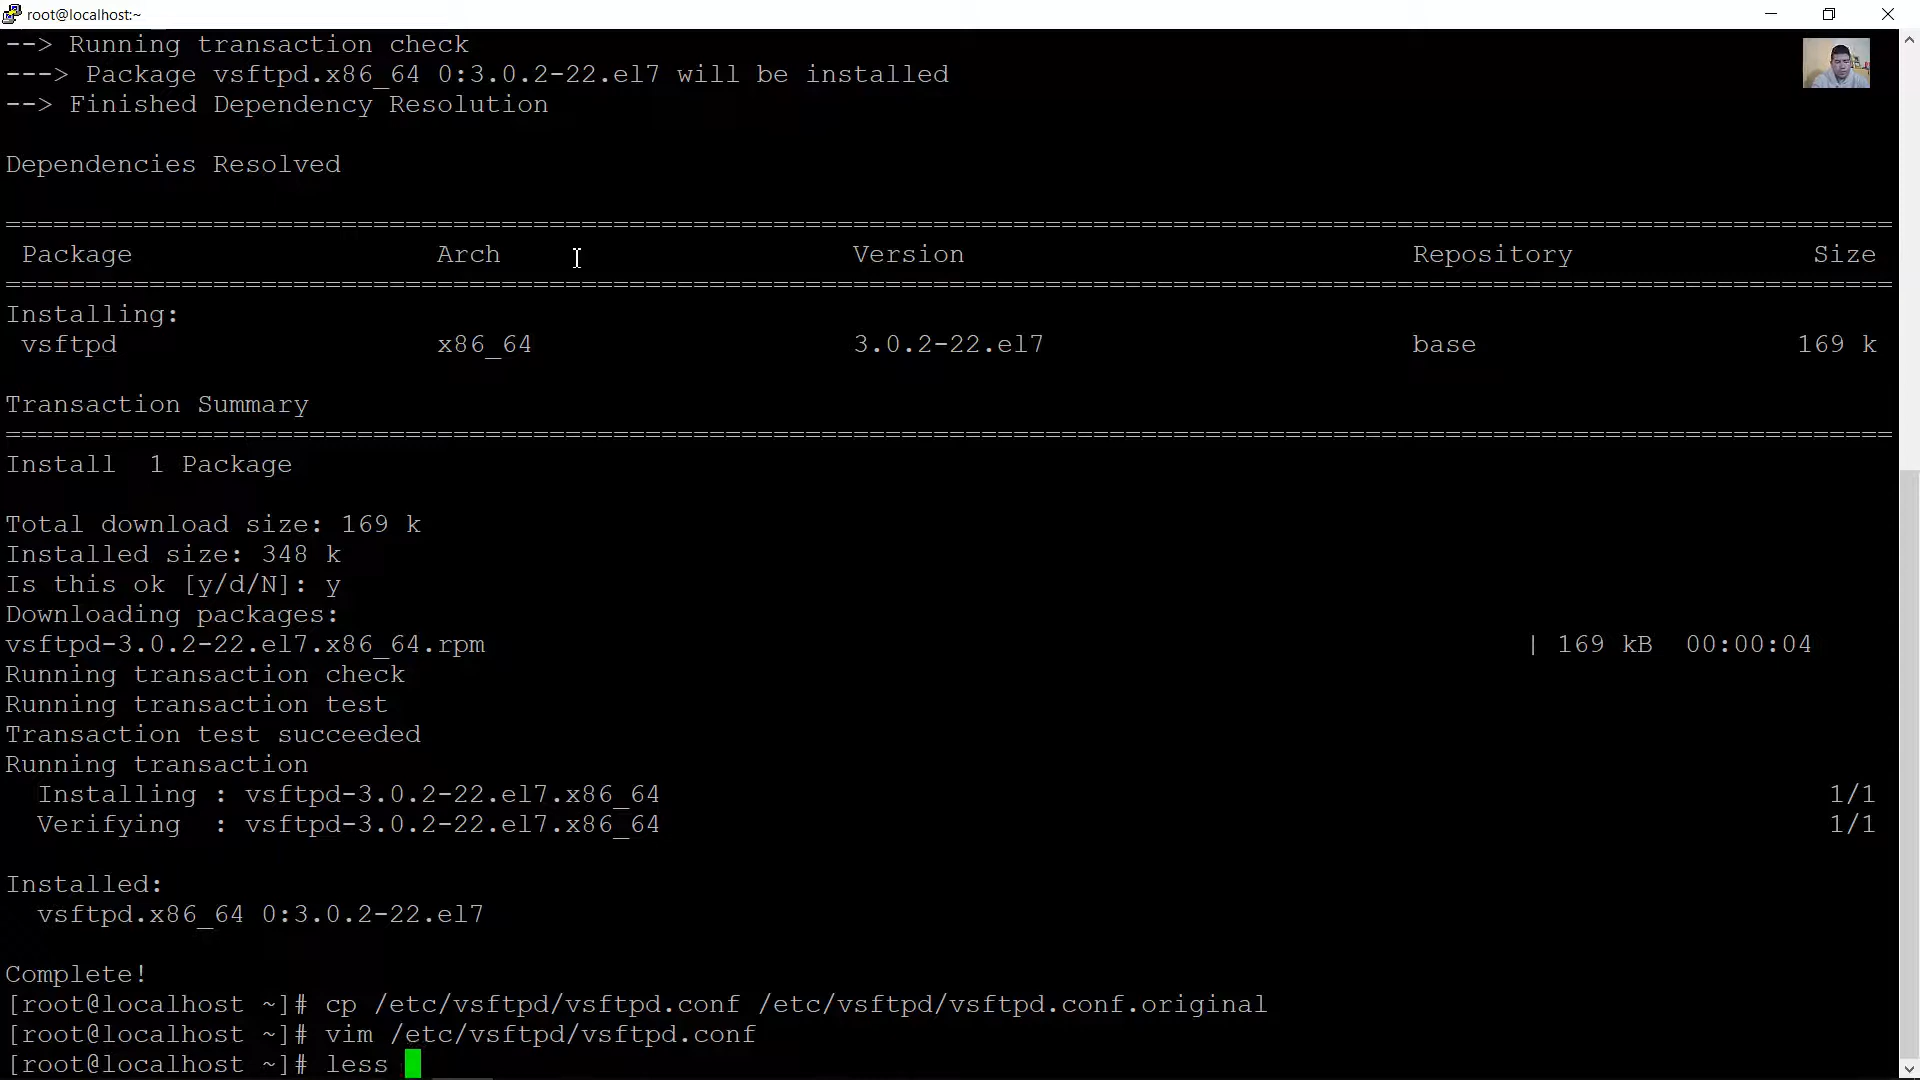 root@localhost:~
--> Running transaction check
---> Package vsftpd.x86_64 0:3.0.2-22.el7 will be installed
--> Finished Dependency Resolution
Dependencies Resolved
================================================================================
Package Arch Version Repository Size
================================================================================
Installing:
vsftpd x86_64 3.0.2-22.el7 base 169 k
Transaction Summary
================================================================================
Install  1 Package
Total download size: 169 k
Installed size: 348 k
Is this ok [y/d/N]: y
Downloading packages:
vsftpd-3.0.2-22.el7.x86_64.rpm | 169 kB  00:00:04
Running transaction check
Running transaction test
Transaction test succeeded
Running transaction
  Installing : vsftpd-3.0.2-22.el7.x86_64 1/1
  Verifying  : vsftpd-3.0.2-22.el7.x86_64 1/1
Installed:
  vsftpd.x86_64 0:3.0.2-22.el7
Complete!
[root@localhost ~]# cp /etc/vsftpd/vsftpd.conf /etc/vsftpd/vsftpd.conf.original
[root@localhost ~]# vim /etc/vsftpd/vsftpd.conf
[root@localhost ~]# less